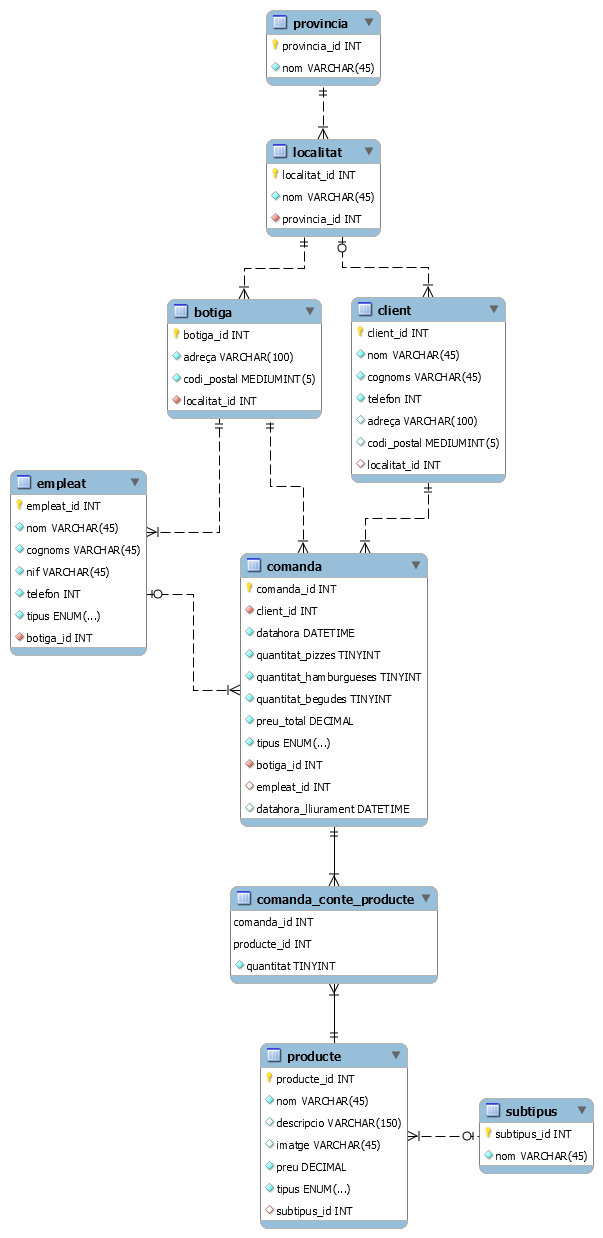 provincia
provincia_id INT
nom VARCHAR(45)
localitat
localitat_id INT
nom VARCHAR(45)
provincia_id INT
botiga
botiga_id INT
adreça VARCHAR(100)
codi_postal MEDIUMINT(5)
localitat_id INT
client
client_id INT
nom VARCHAR(45)
cognoms VARCHAR(45)
telefon INT
adreça VARCHAR(100)
codi_postal MEDIUMINT(5)
localitat_id INT
empleat
empleat_id INT
nom VARCHAR(45)
cognoms VARCHAR(45)
nif VARCHAR(45)
telefon INT
tipus ENUM(...)
botiga_id INT
comanda
comanda_id INT
client_id INT
datahora DATETIME
quantitat_pizzes TINYINT
quantitat_hamburgueses TINYINT
quantitat_begudes TINYINT
preu_total DECIMAL
tipus ENUM(...)
botiga_id INT
empleat_id INT
datahora_lliurament DATETIME
comanda_conte_producte
comanda_id INT
producte_id INT
quantitat TINYINT
producte
producte_id INT
nom VARCHAR(45)
descripcio VARCHAR(150)
imatge VARCHAR(45)
preu DECIMAL
tipus ENUM(...)
subtipus_id INT
subtipus
subtipus_id INT
nom VARCHAR(45)